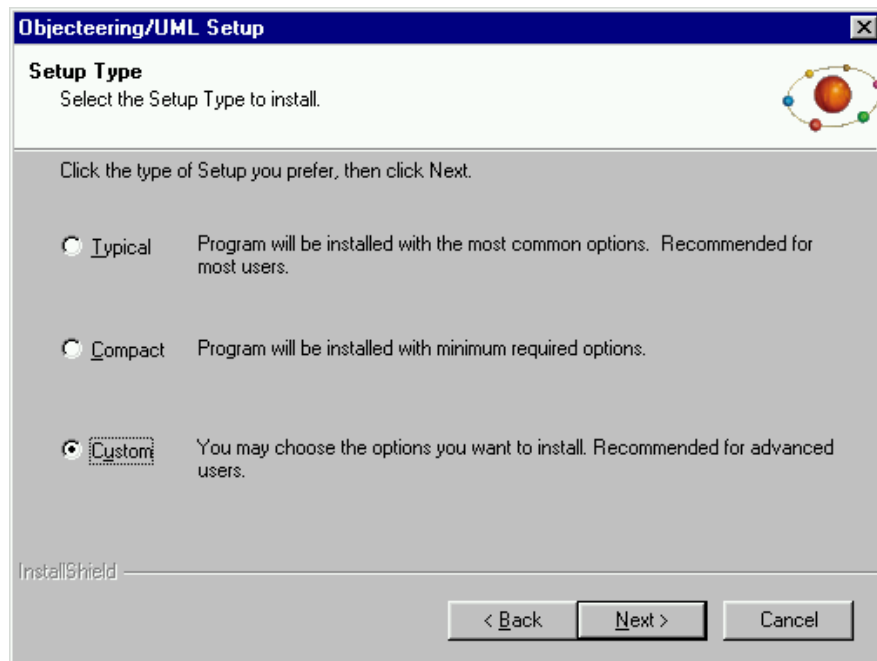 Objecteering/UML Setup
Setup Type
Select the Setup Type to install.
Click the type of Setup you prefer, then click Next.
Typical Program will be installed with the most common options. Recommended for
most users.
Compact Program will be installed with minimum required options.
Custom You may choose the options you want to install. Recommended for advanced
users.
InstallShield
< Back Next > Cancel